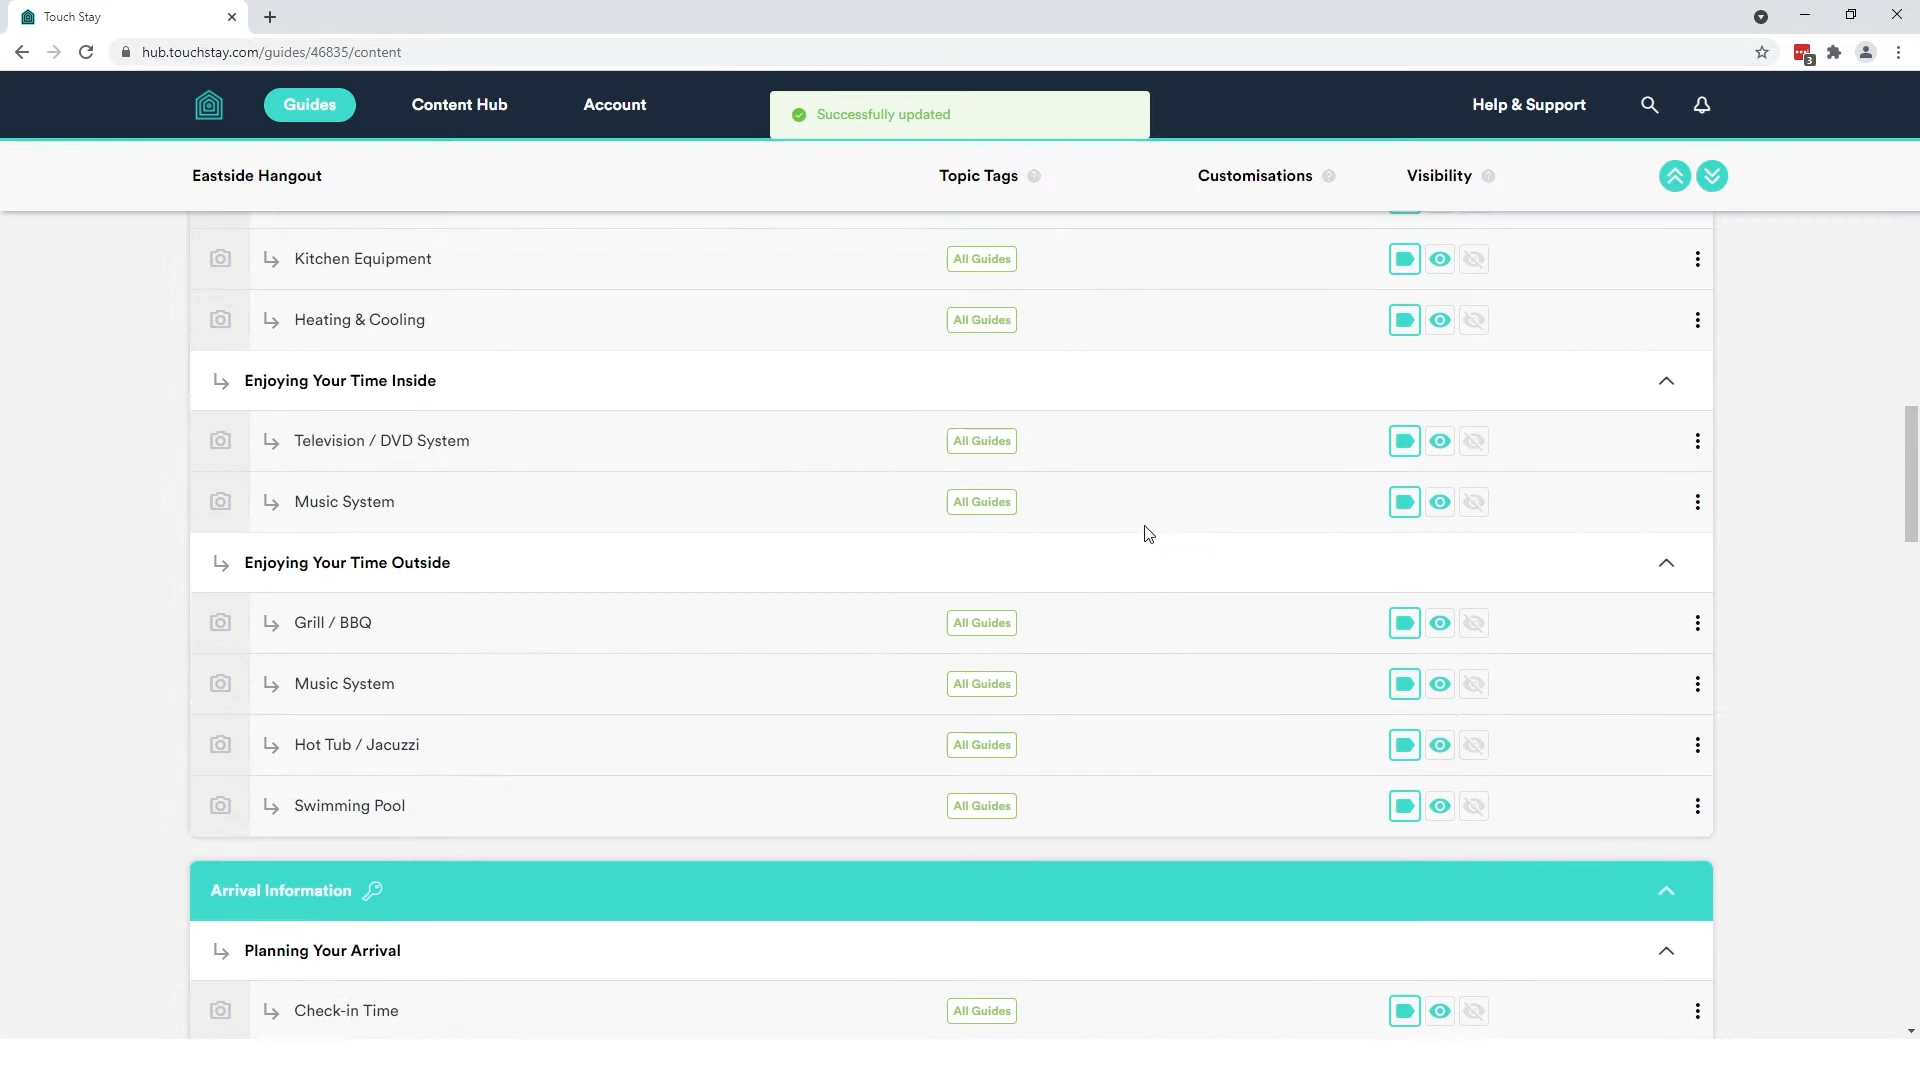 Touch Stay
hub.touchstay.com/guides/46835/content
3
Guides Content Hub Account Successfully updated Help & Support
Eastside Hangout Topic Tags ? Customisations ? Visibility ?
Kitchen Equipment All Guides
Heating & Cooling All Guides
Enjoying Your Time Inside
Television / DVD System All Guides
Music System All Guides
Enjoying Your Time Outside
Grill / BBQ All Guides
Music System All Guides
Hot Tub / Jacuzzi All Guides
Swimming Pool All Guides
Arrival Information
Planning Your Arrival
Check-in Time All Guides